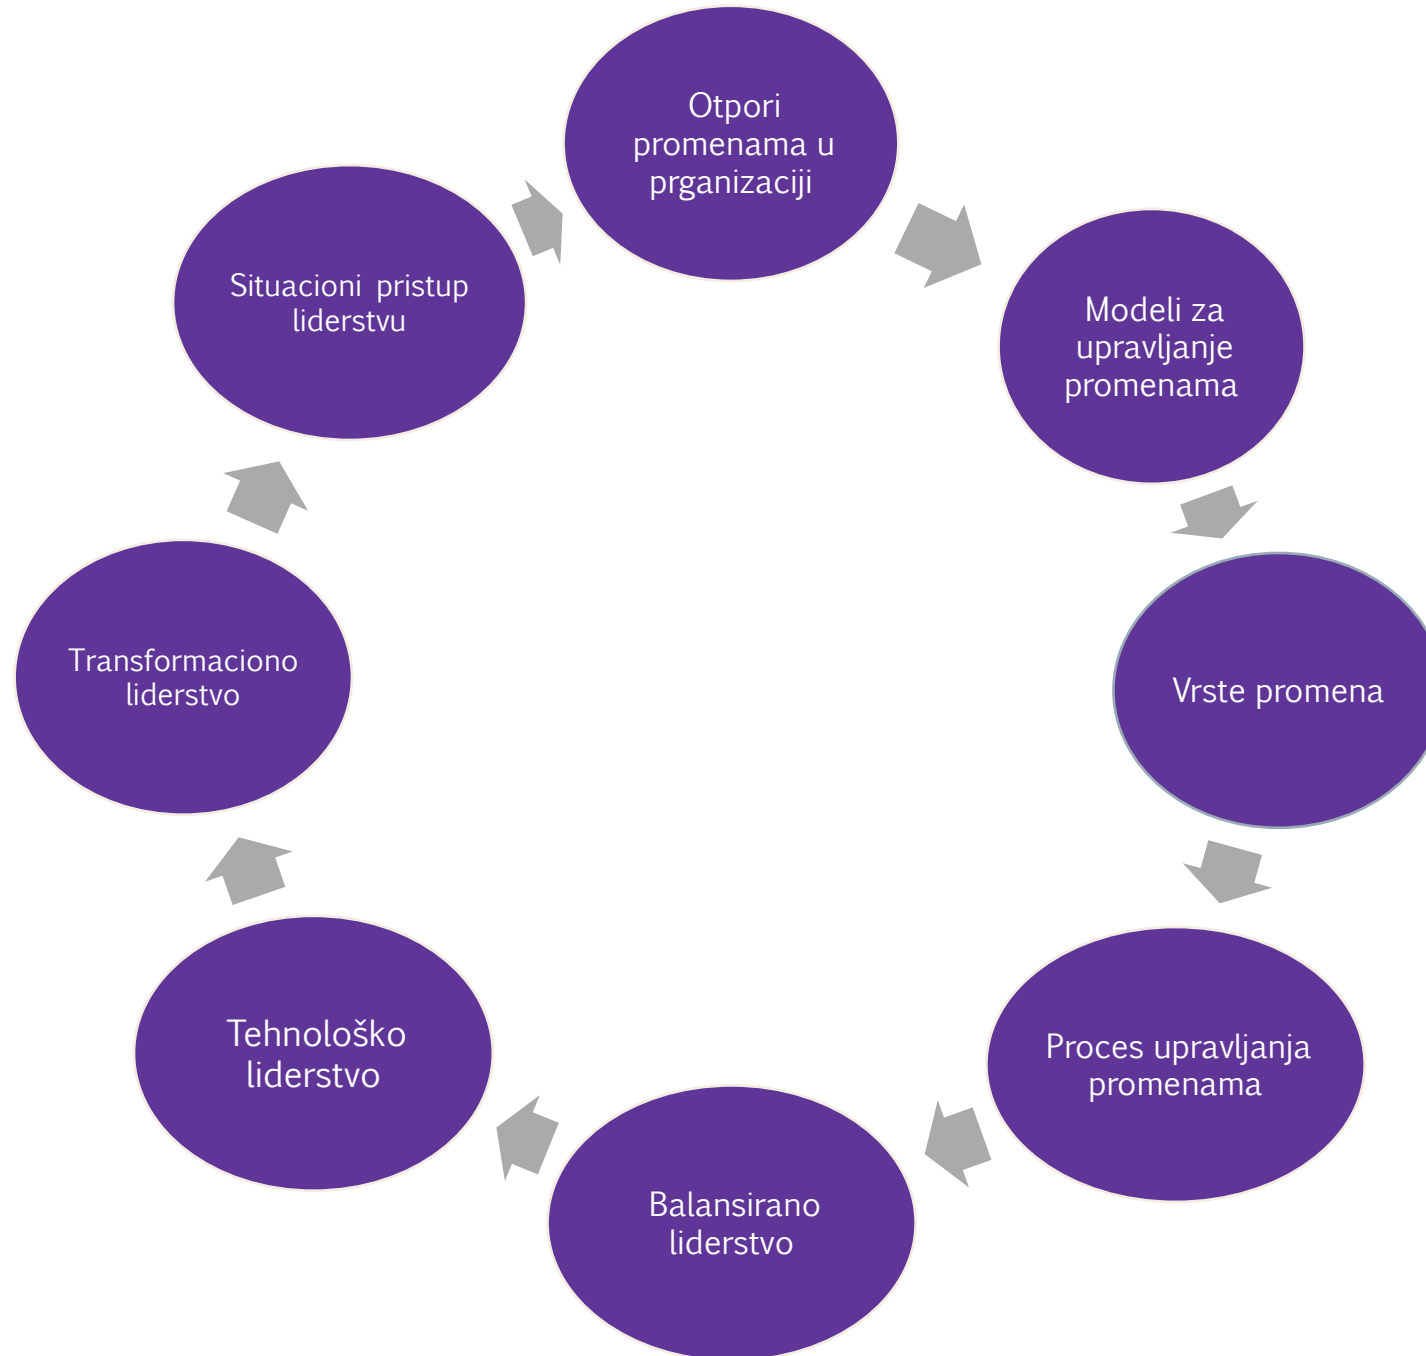 Otpori
promenama u
prganizaciji
Modeli za
upravljanje
promenama
Vrste promena
Proces upravljanja
promenama
Balansirano
liderstvo
Tehnološko
liderstvo
Transformaciono
liderstvo
Situacioni pristup
liderstvu